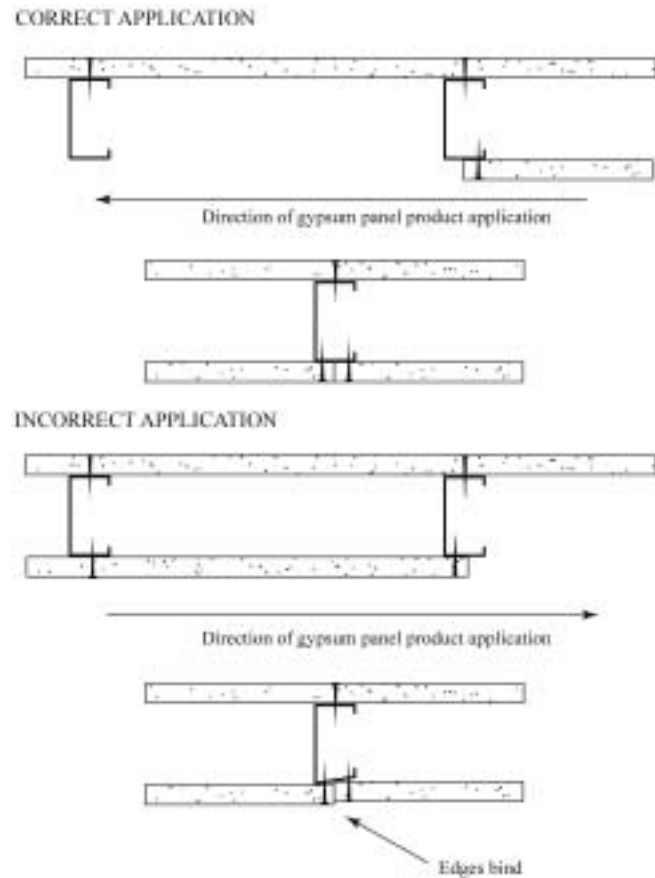 CORRECT APPLICATION
Direction of gypsum panel product application
INCORRECT APPLICATION
Direction of gypsum panel product application
Edges bind